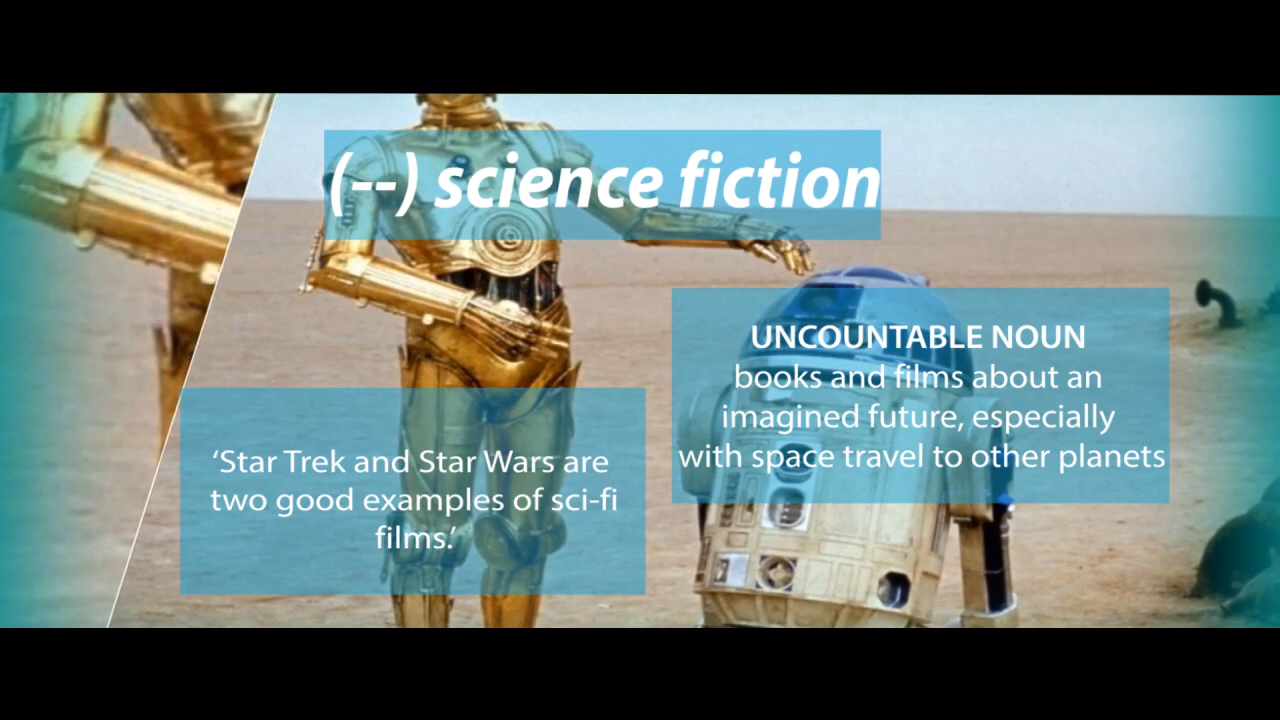 (--) science fiction
UNCOUNTABLE NOUN
books and films about an
imagined future, especially
with space travel to other planets
‘Star Trek and Star Wars are
two good examples of sci-fi
films.’